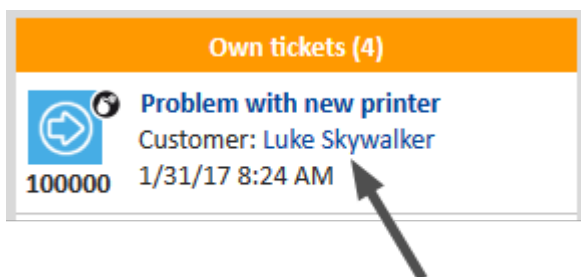 Own tickets (4)
Problem with new printer
Customer: Luke Skywalker
100000
1/31/17 8:24 AM